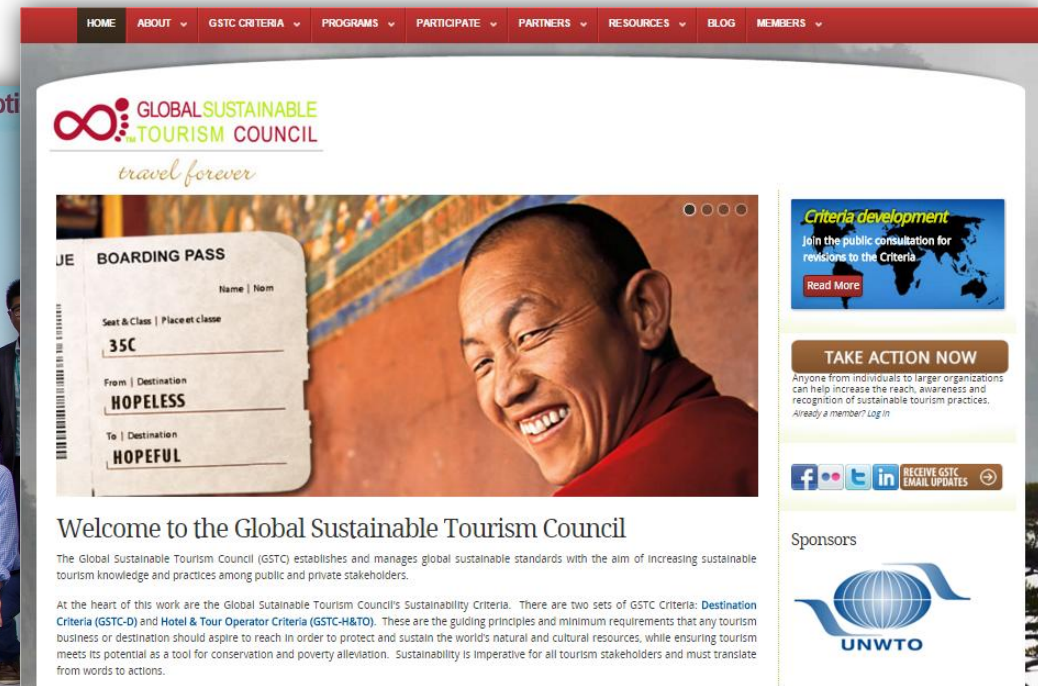 HOME ABOUT GSTC CRITERIA PROGRAMS PARTICIPATE PARTNERS RESOURCES BLOG MEMBERS
GLOBAL SUSTAINABLE
TOURISM COUNCIL
TM
travel forever
UE BOARDING PASS
Name | Nom
Seat & Class | Place et classe
35C
From | Destination
HOPELESS
To | Destination
HOPEFUL
Criteria development
Join the public consultation for
revisions to the Criteria
Read More
TAKE ACTION NOW
Anyone from individuals to larger organizations
can help increase the reach, awareness and
recognition of sustainable tourism practices.
Already a member? Log in
f t in RECEIVE GSTC
EMAIL UPDATES
Welcome to the Global Sustainable Tourism Council
The Global Sustainable Tourism Council (GSTC) establishes and manages global sustainable standards with the aim of increasing sustainable
tourism knowledge and practices among public and private stakeholders.
At the heart of this work are the Global Sutainable Tourism Council's Sustainability Criteria. There are two sets of GSTC Criteria: Destination
Criteria (GSTC-D) and Hotel & Tour Operator Criteria (GSTC-H&TO). These are the guiding principles and minimum requirements that any tourism
business or destination should aspire to reach in order to protect and sustain the world's natural and cultural resources, while ensuring tourism
meets its potential as a tool for conservation and poverty alleviation. Sustainability is imperative for all tourism stakeholders and must translate
from words to actions.
Sponsors
UNWTO